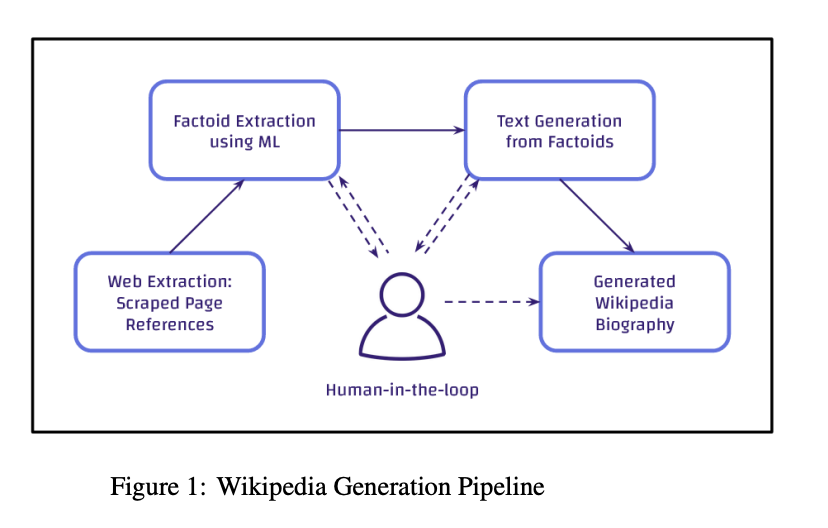 Factoid Extraction
using ML
Text Generation
from Factoids
Web Extraction:
Scraped Page
References
Generated
Wikipedia
Biography
Human-in-the-loop
Figure 1: Wikipedia Generation Pipeline